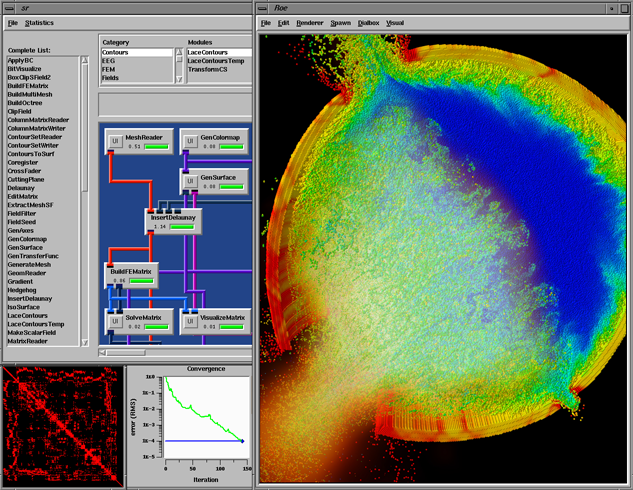 sr
File Statistics
Complete List:
ApplyBC
BitVisualize
BoxClipSField2
BuildFEMatrix
BuildMultiMesh
BuildOctree
ClipField
ColumnMatrixReader
ColumnMatrixWriter
ContourSetReader
ContourSetWriter
ContoursToSurf
Coregister
CrossFader
CuttingPlane
Delaunay
EditMatrix
ExtractMeshSF
FieldFilter
FieldSeed
GenAxes
GenColormap
GenSurface
GenTransferFunc
GenerateMesh
GeomReader
Gradient
Hedgehog
InsertDelaunay
IsoSurface
LaceContours
LaceContoursTemp
MakeScalarField
MatrixReader
Category
Contours
EEG
FEM
Fields
Modules
LaceContours
LaceContoursTemp
TransformCS
UI MeshReader
0.51
UI GenColormap
0.00
UI GenSurface
0.00
InsertDelaunay
1.14
BuildFEMatrix
0.06
UI SolveMatrix
0.02
UI VisualizeMatrix
0.01
Convergence
error (RMS)
1E0
1E-1
1E-2
1E-3
1E-4
1E-5
0 50 100 150
Iteration
Roe
File Edit Renderer Spawn Dialbox Visual